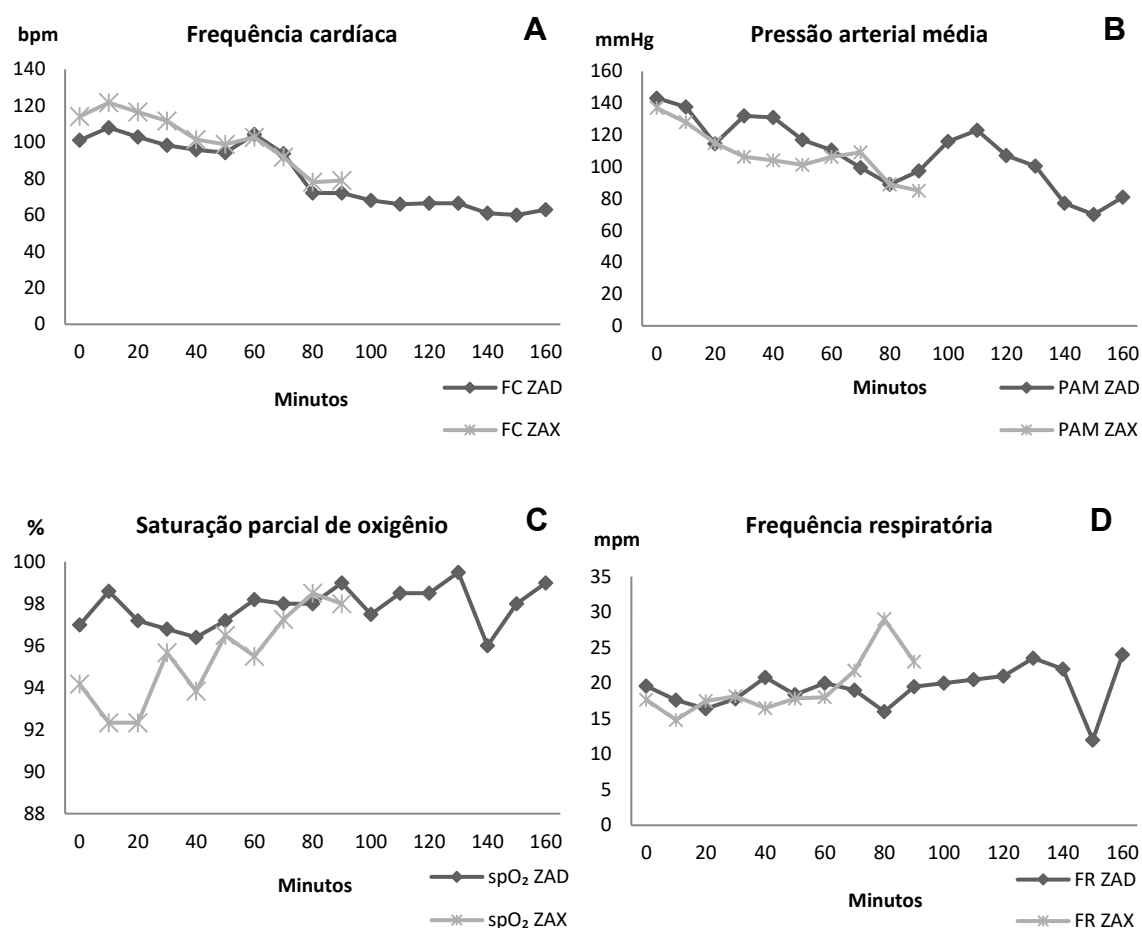 bpm
Frequência cardíaca
A
140
120
100
80
60
40
20
0
0 20 40 60 80 100 120 140 160
Minutos
FC ZAD
FC ZAX
mmHg
Pressão arterial média
B
160
140
120
100
80
60
40
20
0
0 20 40 60 80 100 120 140 160
Minutos
PAM ZAD
PAM ZAX
%
Saturação parcial de oxigênio
C
100
98
96
94
92
90
88
0 20 40 60 80 100 120 140 160
Minutos
spO₂ ZAD
spO₂ ZAX
mpm
Frequência respiratória
D
35
30
25
20
15
10
5
0
0 20 40 60 80 100 120 140 160
Minutos
FR ZAD
FR ZAX